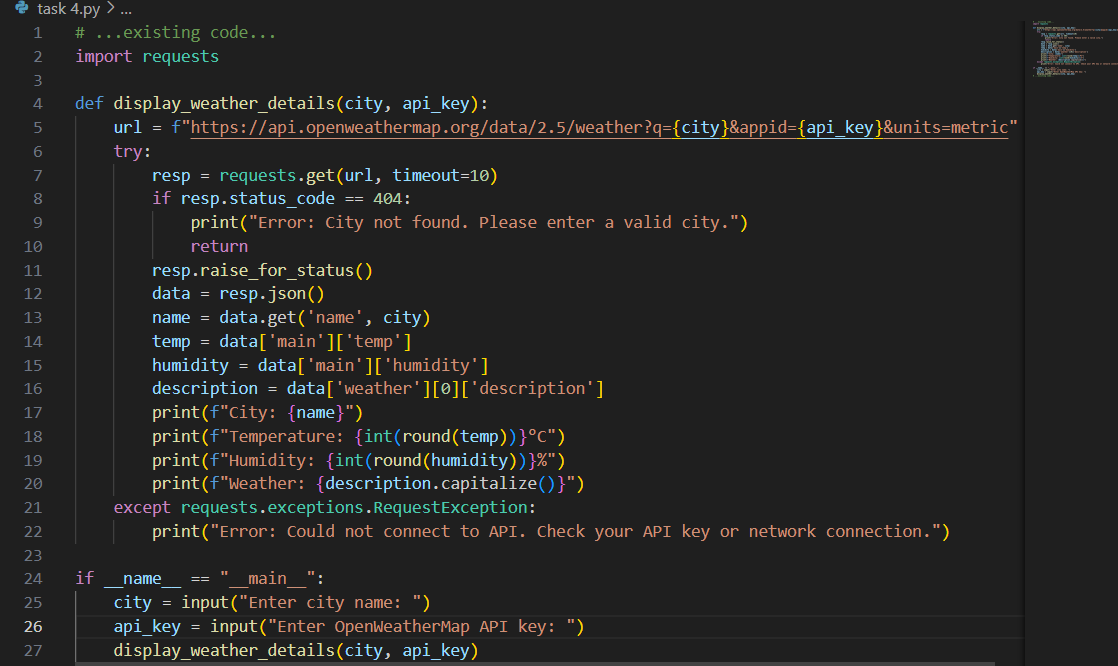 task 4.py > ...
1 # ...existing code...
2 import requests
3
4 def display_weather_details(city, api_key):
5     url = f"https://api.openweathermap.org/data/2.5/weather?q={city}&appid={api_key}&units=metric"
6     try:
7         resp = requests.get(url, timeout=10)
8         if resp.status_code == 404:
9             print("Error: City not found. Please enter a valid city.")
10             return
11         resp.raise_for_status()
12         data = resp.json()
13         name = data.get('name', city)
14         temp = data['main']['temp']
15         humidity = data['main']['humidity']
16         description = data['weather'][0]['description']
17         print(f"City: {name}")
18         print(f"Temperature: {int(round(temp))}°C")
19         print(f"Humidity: {int(round(humidity))}%")
20         print(f"Weather: {description.capitalize()}")
21     except requests.exceptions.RequestException:
22         print("Error: Could not connect to API. Check your API key or network connection.")
23
24 if __name__ == "__main__":
25     city = input("Enter city name: ")
26     api_key = input("Enter OpenWeatherMap API key: ")
27     display_weather_details(city, api_key)